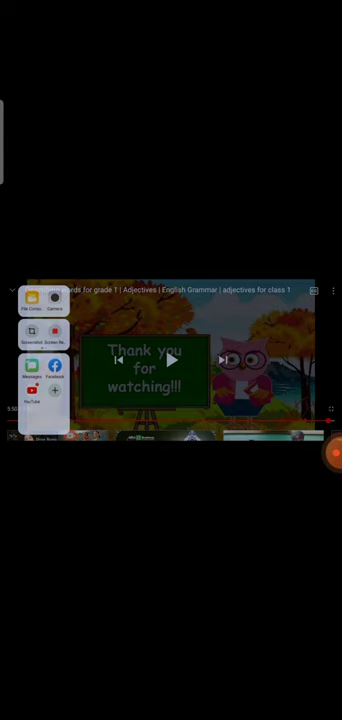 words for grade 1 | Adjectives | English Grammar | adjectives for class 1
File Conso..
Camera
Screenshot
Screen Re..
Thank you
for
watching!!!
Messages
Facebook
YouTube
5:50